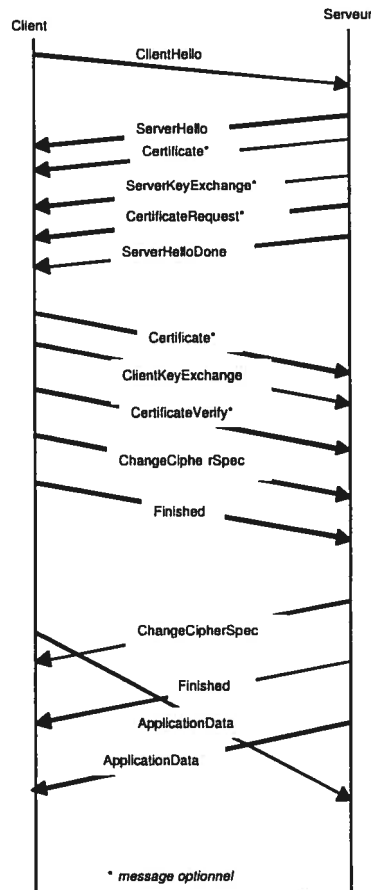 Client
Serveur
ClientHello
ServerHello
Certificate*
ServerKeyExchange*
CertificateRequest*
ServerHelloDone
Certificate*
ClientKeyExchange
CertificateVerify*
ChangeCiphe rSpec
Finished
ChangeCipherSpec
Finished
ApplicationData
ApplicationData
* message optionnel